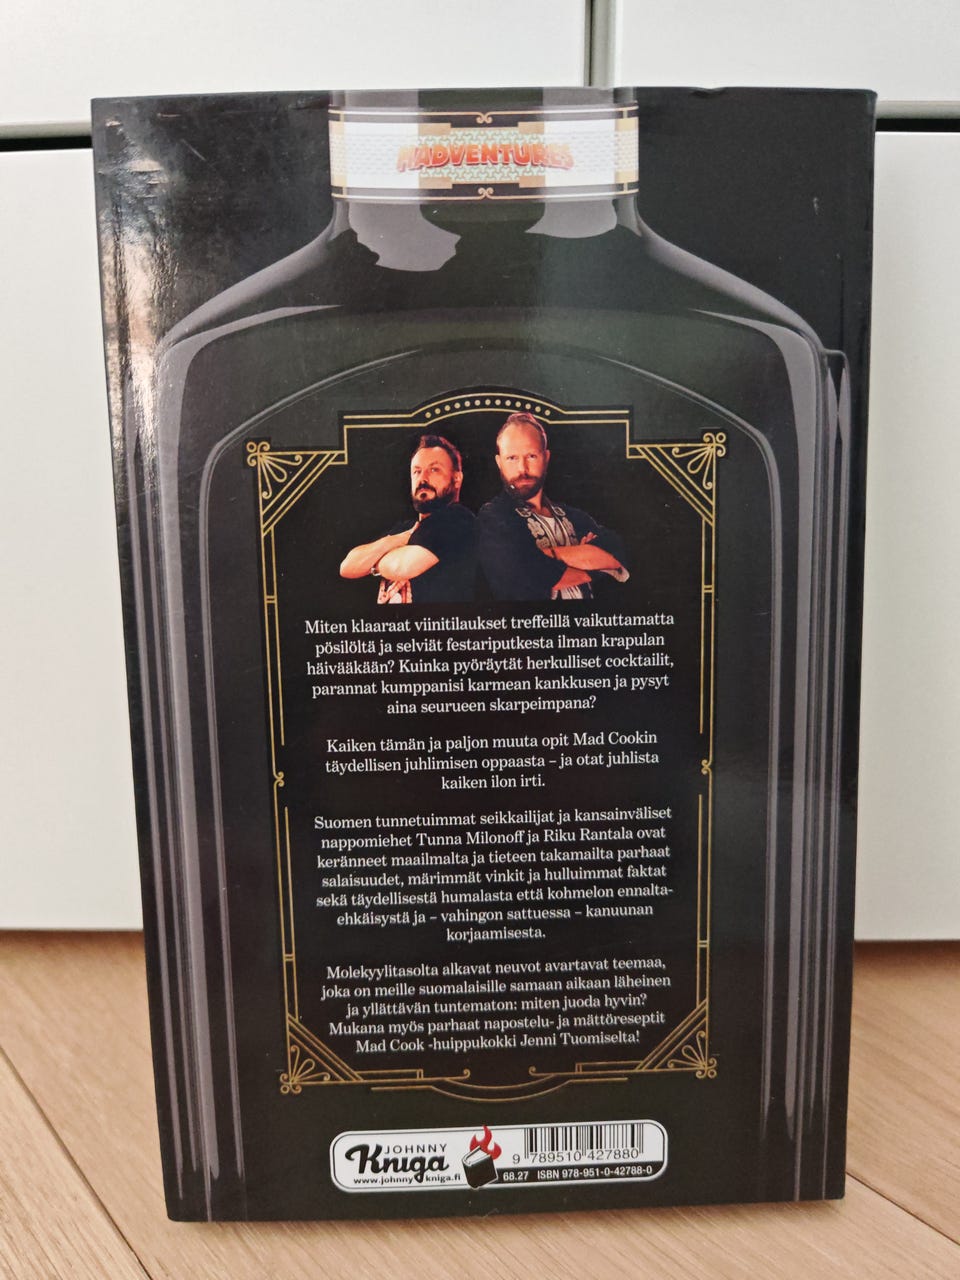 MADVENTURES
Miten klaaraat viinitilaukset treffeillä vaikuttamatta
pösilöltä ja selviät festariputkesta ilman krapulan
häivääkään? Kuinka pyöräytät herkulliset cocktailit,
parannat kumppanisi karmean kankkusen ja pysyt
aina seurueen skarpeimpana?
Kaiken tämän ja paljon muuta opit Mad Cookin
täydellisen juhlimisen oppaasta – ja otat juhlista
kaiken ilon irti.
Suomen tunnetuimmat seikkailijat ja kansainväliset
nappomiehet Tunna Milonoff ja Riku Rantala ovat
keränneet maailmalta ja tieteen takamailta parhaat
salaisuudet, märimmät vinkit ja hulluimmat faktat
sekä täydellisestä humalasta että kohmelon ennalta-
ehkäisystä ja – vahingon sattuessa – kanuunan
korjaamisesta.
Molekyylitasolta alkavat neuvot avartavat teemaa,
joka on meille suomalaisille samaan aikaan läheinen
ja yllättävän tuntematon: miten juoda hyvin?
Mukana myös parhaat napostelu- ja mättöreseptit
Mad Cook -huippukokki Jenni Tuomiselta!
JOHNNY
Kniga
www.johnnykniga.fi
9 789510 427880
68.27 ISBN 978-951-0-42788-0